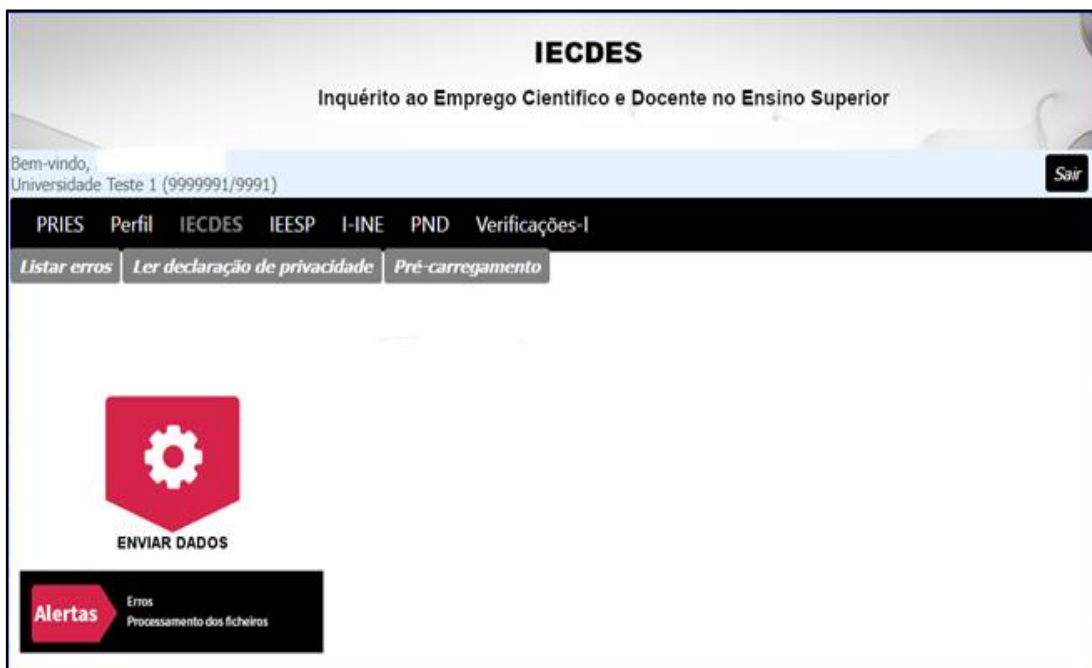 IECDES
Inquérito ao Emprego Científico e Docente no Ensino Superior
Bem-vindo,
Universidade Teste 1 (9999991/9991)
Sair
PRIES Perfil IECDES IEESP I-INE PND Verificações-I
Listar erros Ler declaração de privacidade Pré-carregamento
ENVIAR DADOS
Alertas
Erros
Processamento dos ficheiros